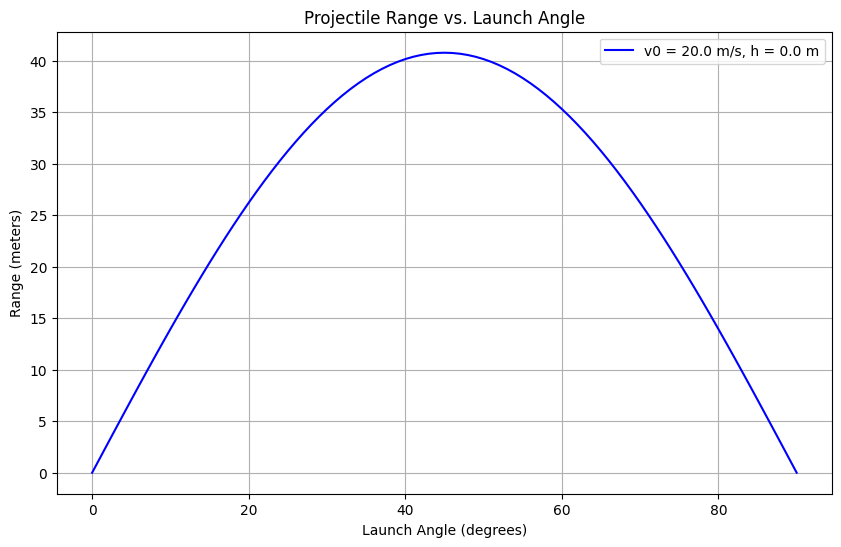 Projectile Range vs. Launch Angle
v0 = 20.0 m/s, h = 0.0 m
40
35
30
25
20
15
10
5
0
Range (meters)
0 20 40 60 80
Launch Angle (degrees)